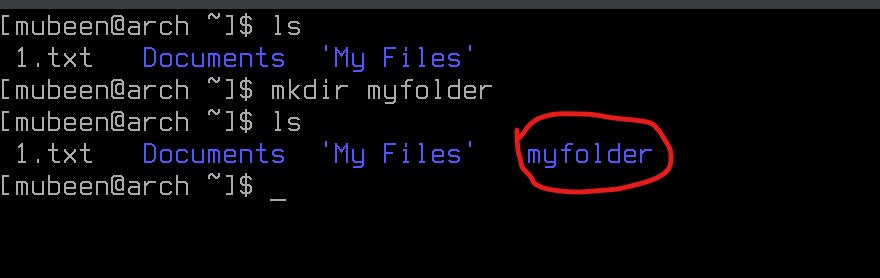 [mubeen@arch ~]$ ls
1.txt Documents 'My Files'
[mubeen@arch ~]$ mkdir myfolder
[mubeen@arch ~]$ ls
1.txt Documents 'My Files' myfolder
[mubeen@arch ~]$ _